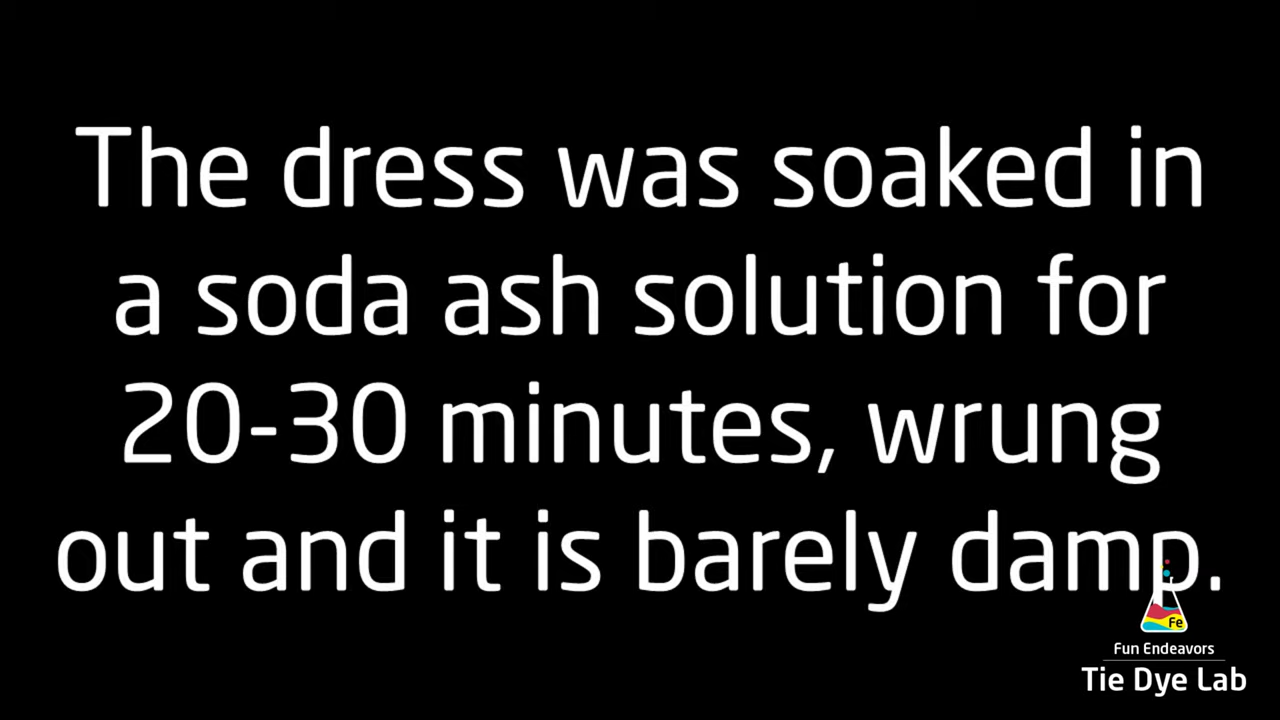 The dress was soaked in
a soda ash solution for
20-30 minutes, wrung
out and it is barely damp.
Fe
Fun Endeavors
Tie Dye Lab